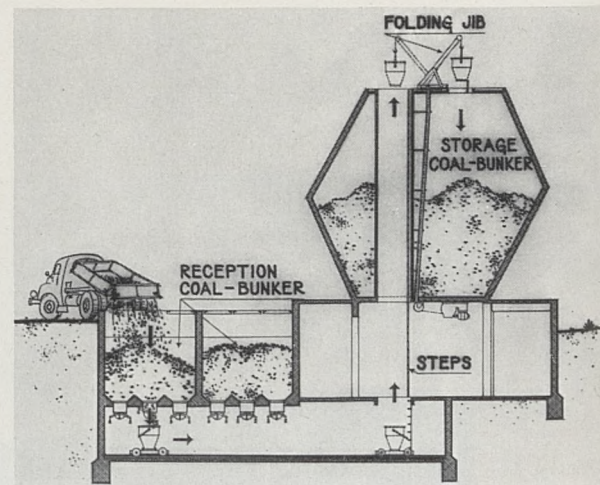 FOLDING JIB
STORAGE
COAL-BUNKER
RECEPTION
COAL-BUNKER
STEPS